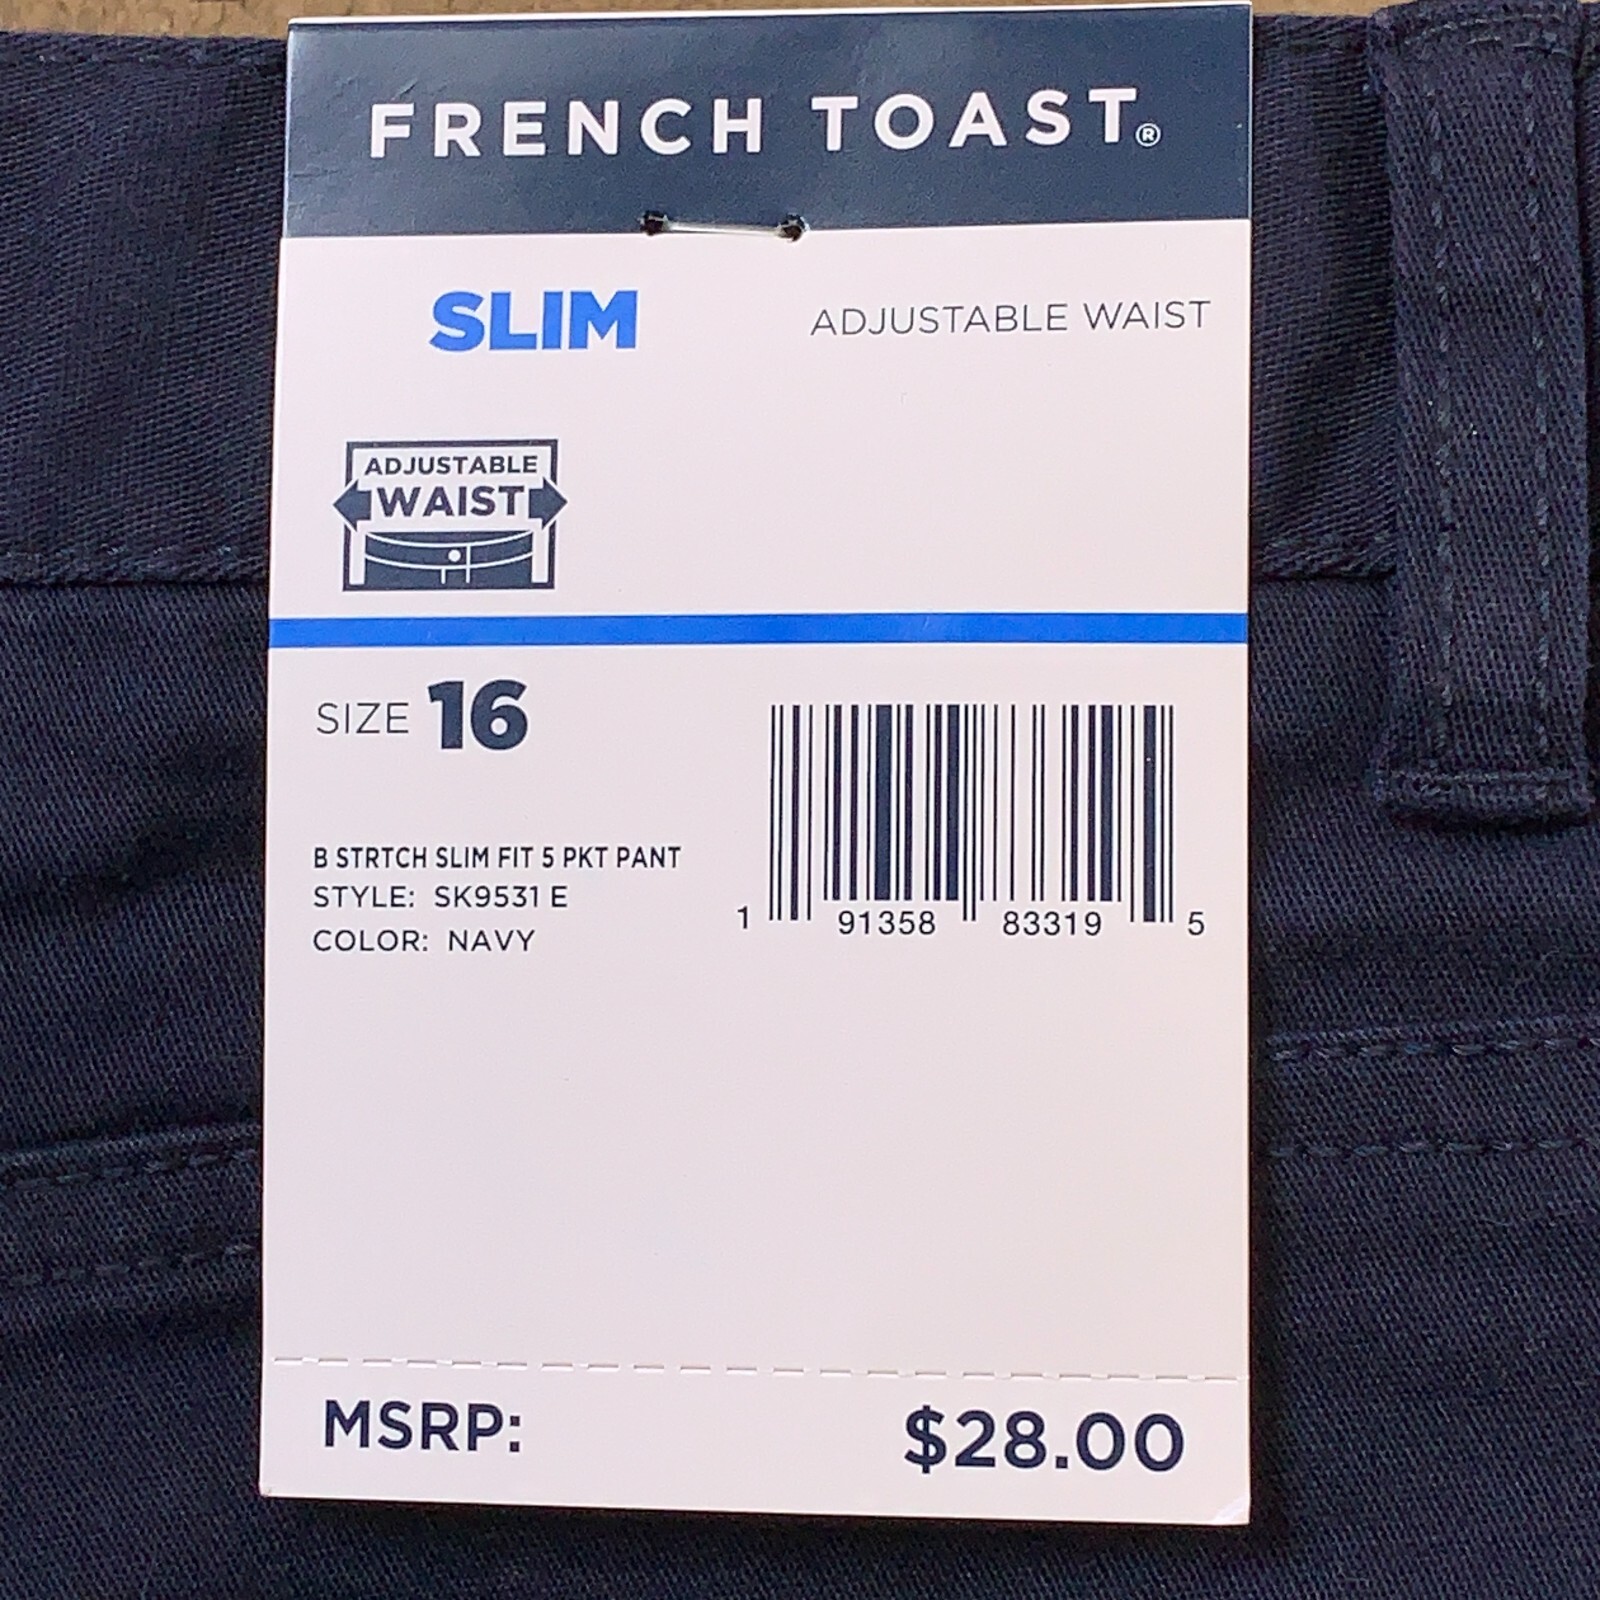 FRENCH TOAST®
SLIM
ADJUSTABLE WAIST
ADJUSTABLE
WAIST
SIZE 16
B STRTCH SLIM FIT 5 PKT PANT
STYLE: SK9531 E
COLOR: NAVY
1 91358 83319 5
MSRP: $28.00